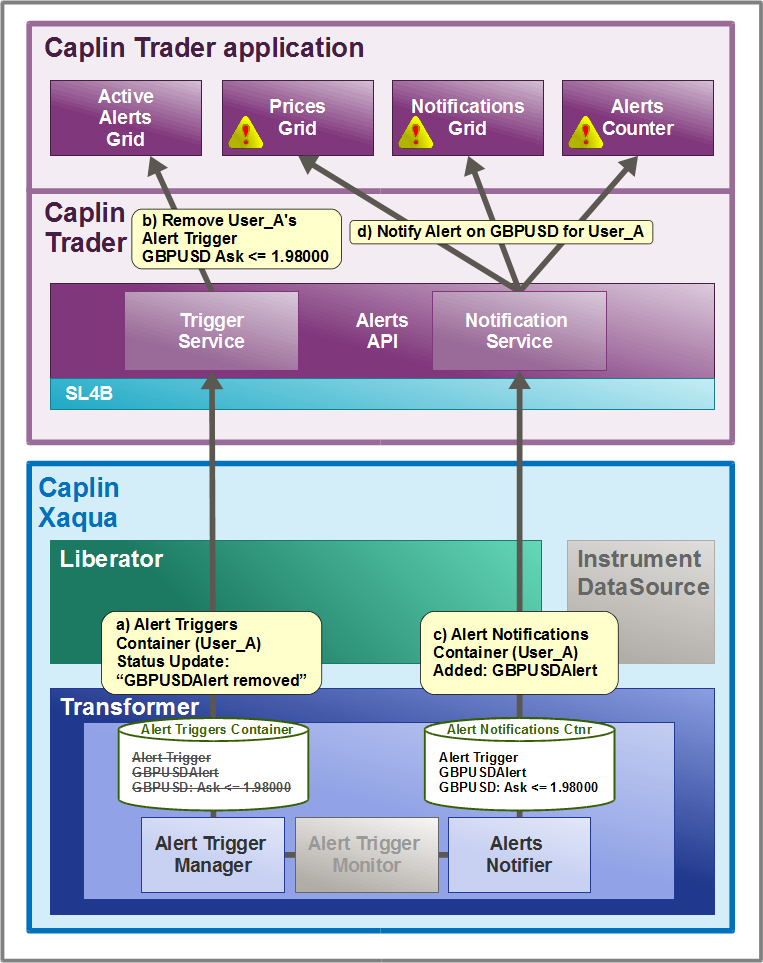 Caplin Trader application
Active
Alerts
Grid
Prices
Grid
Notifications
Grid
Alerts
Counter
Caplin
Trader
b) Remove User_A's
Alert Trigger
GBPUSD Ask <= 1.98000
d) Notify Alert on GBPUSD for User_A
Trigger
Service
Alerts
API
Notification
Service
SL4B
Caplin
Xaqua
Liberator
Instrument
DataSource
a) Alert Triggers
Container (User_A)
Status Update:
“GBPUSDAlert removed”
c) Alert Notifications
Container (User_A)
Added: GBPUSDAlert
Transformer
Alert Triggers Container
Alert Trigger
GBPUSDAlert
GBPUSD: Ask <= 1.98000
Alert Notifications Ctnr
Alert Trigger
GBPUSDAlert
GBPUSD: Ask <= 1.98000
Alert Trigger
Manager
Alert Trigger
Monitor
Alerts
Notifier